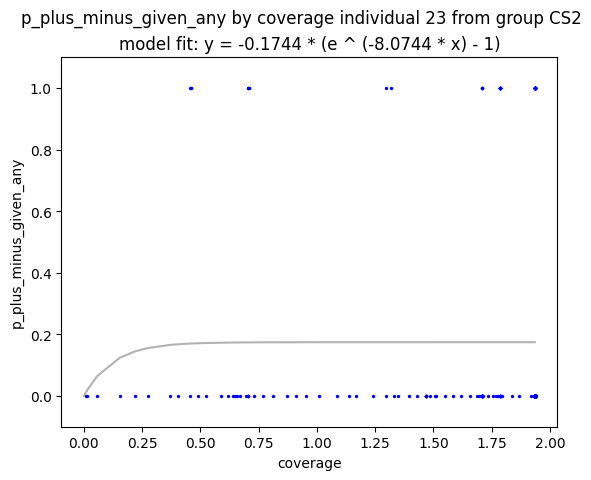 p_plus_minus_given_any by coverage individual 23 from group CS2
model fit: y = -0.1744 * (e ^ (-8.0744 * x) - 1)
1.0
0.8
0.6
0.4
0.2
0.0
p_plus_minus_given_any
0.00 0.25 0.50 0.75 1.00 1.25 1.50 1.75 2.00
coverage